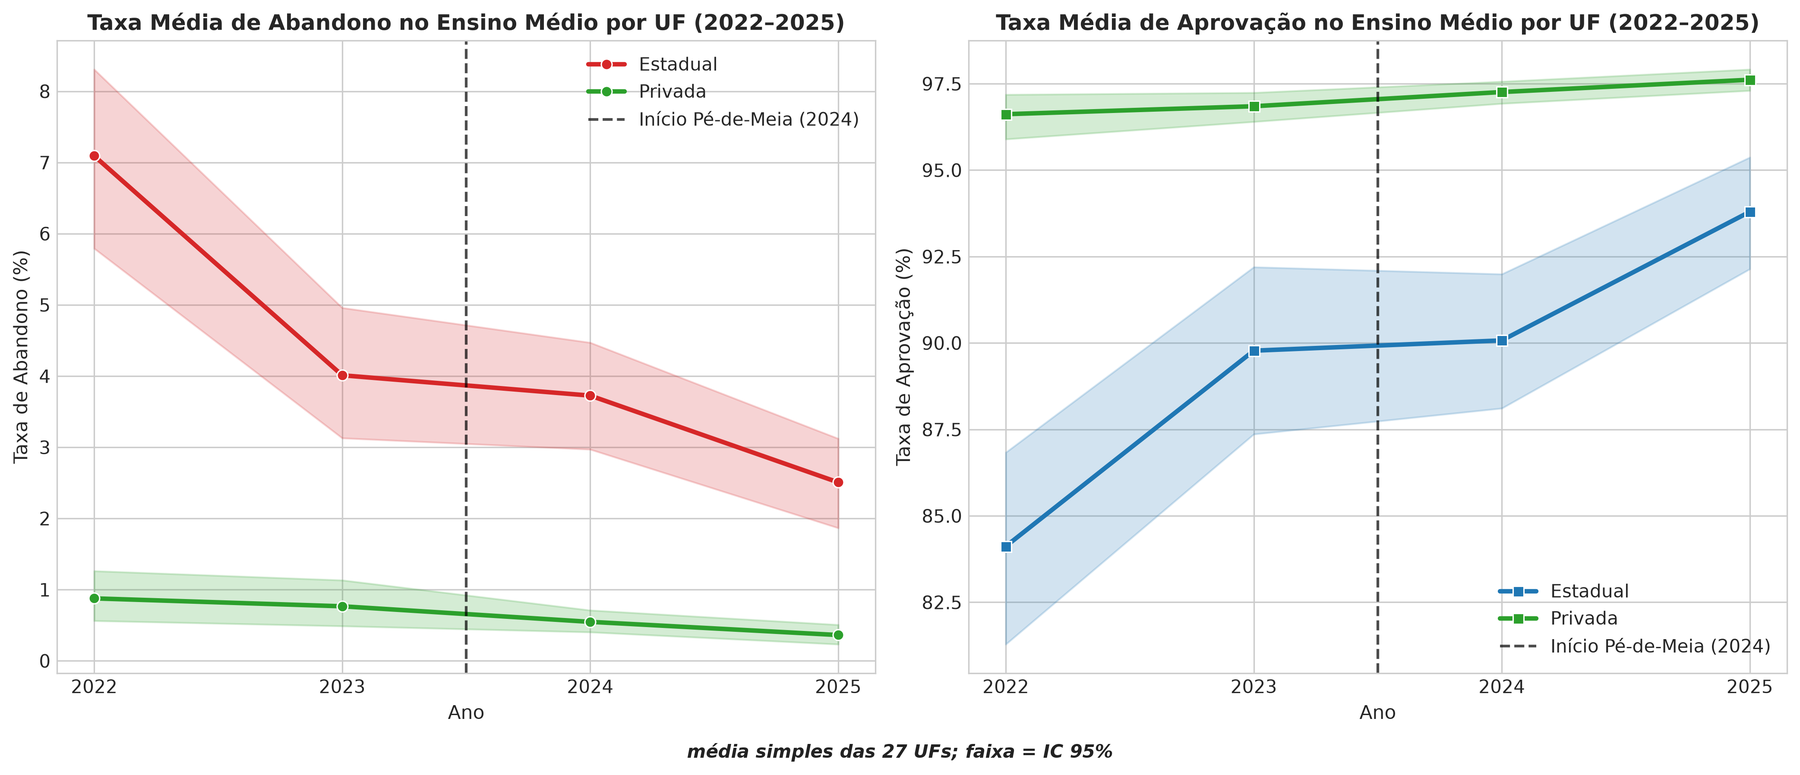 Taxa Média de Abandono no Ensino Médio por UF (2022–2025)
Estadual
Privada
Início Pé-de-Meia (2024)
Taxa de Abandono (%)
8
7
6
5
4
3
2
1
0
2022
2023
2024
2025
Ano
Taxa Média de Aprovação no Ensino Médio por UF (2022–2025)
Taxa de Aprovação (%)
97.5
95.0
92.5
90.0
87.5
85.0
82.5
Estadual
Privada
Início Pé-de-Meia (2024)
2022
2023
2024
2025
Ano
média simples das 27 UFs; faixa = IC 95%